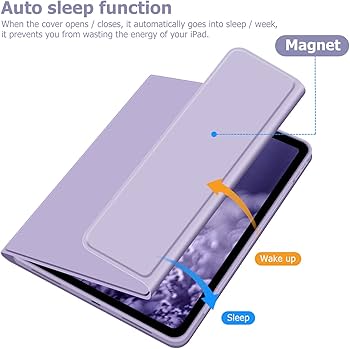 Auto sleep function
When the cover opens / closes, it automatically goes into sleep / week,
it prevents you from wasting the energy of your iPad.
Magnet
Wake up
Sleep